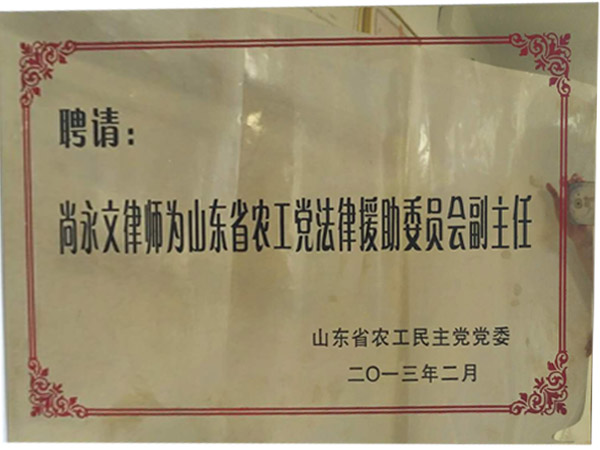 聘请：
尚永文律师为山东省农工党法律援助委员会副主任
山东省农工民主党党委
二〇一三年二月